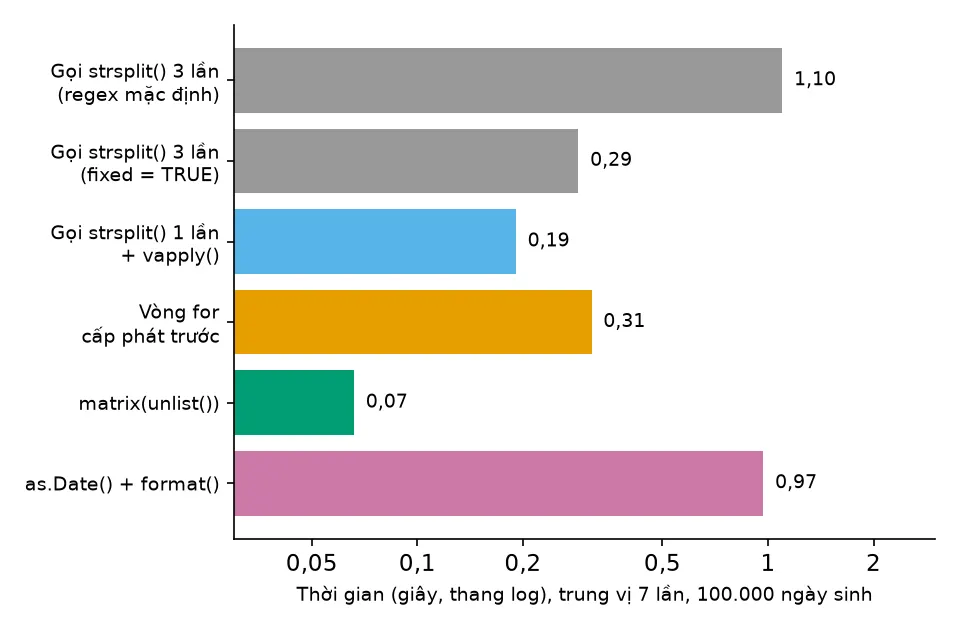 Gọi strsplit() 3 lần
(regex mặc định)
1,10
Gọi strsplit() 3 lần
(fixed = TRUE)
0,29
Gọi strsplit() 1 lần
+ vapply()
0,19
Vòng for
cấp phát trước
0,31
matrix(unlist())
0,07
as.Date() + format()
0,97
0,05 0,1 0,2 0,5 1 2
Thời gian (giây, thang log), trung vị 7 lần, 100.000 ngày sinh